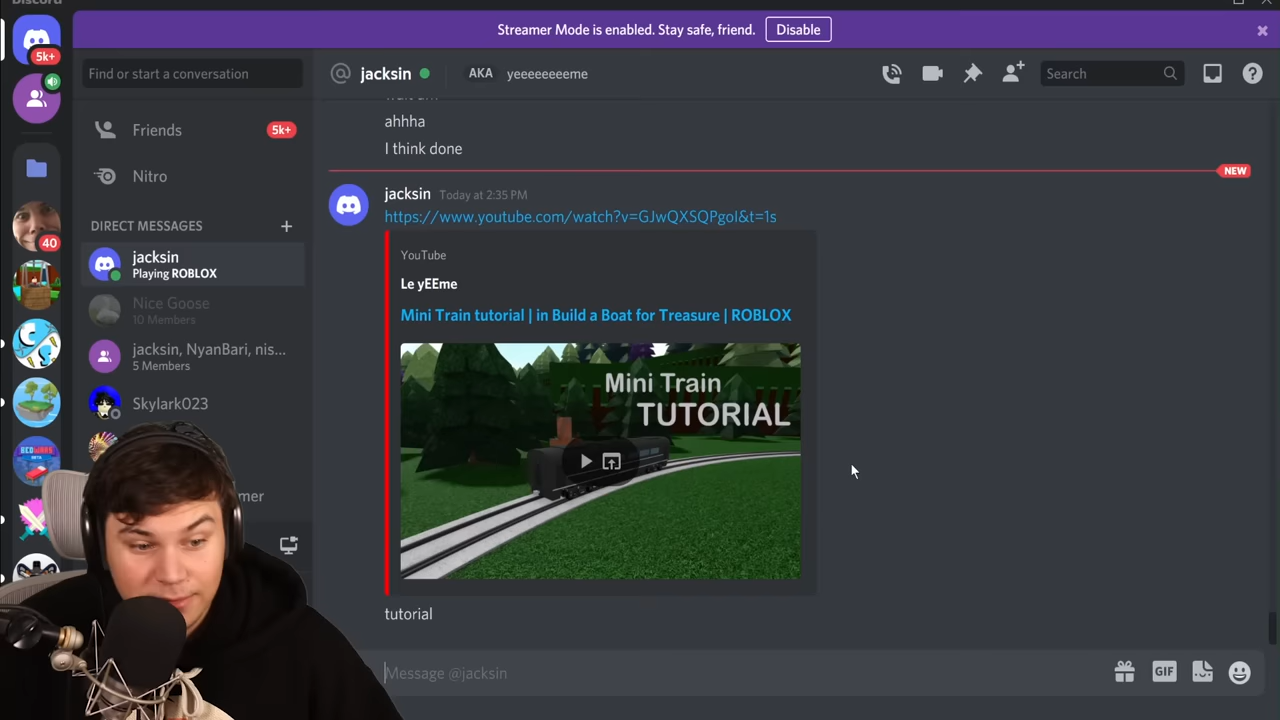 Discord
Streamer Mode is enabled. Stay safe, friend.
Disable
5k+
Find or start a conversation
jacksin
AKA
yeeeeeeeme
Search
Friends
5k+
Nitro
DIRECT MESSAGES
jacksin
Playing ROBLOX
Nice Goose
10 Members
jacksin, NyanBari, nis...
5 Members
Skylark023
40
ahhha
I think done
NEW
jacksin Today at 2:35 PM
https://www.youtube.com/watch?v=GJwQXSQPgoI&t=1s
YouTube
Le yEEme
Mini Train tutorial | in Build a Boat for Treasure | ROBLOX
Mini Train
TUTORIAL
tutorial
Message @jacksin
GIF